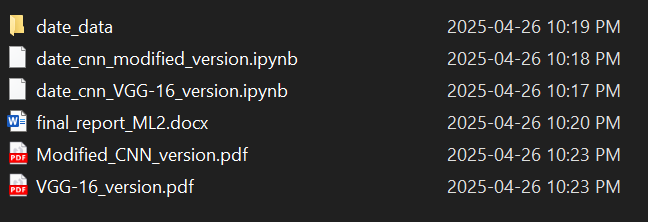 date_data 2025-04-26 10:19 PM
date_cnn_modified_version.ipynb 2025-04-26 10:18 PM
date_cnn_VGG-16_version.ipynb 2025-04-26 10:17 PM
final_report_ML2.docx 2025-04-26 10:20 PM
Modified_CNN_version.pdf 2025-04-26 10:23 PM
VGG-16_version.pdf 2025-04-26 10:23 PM